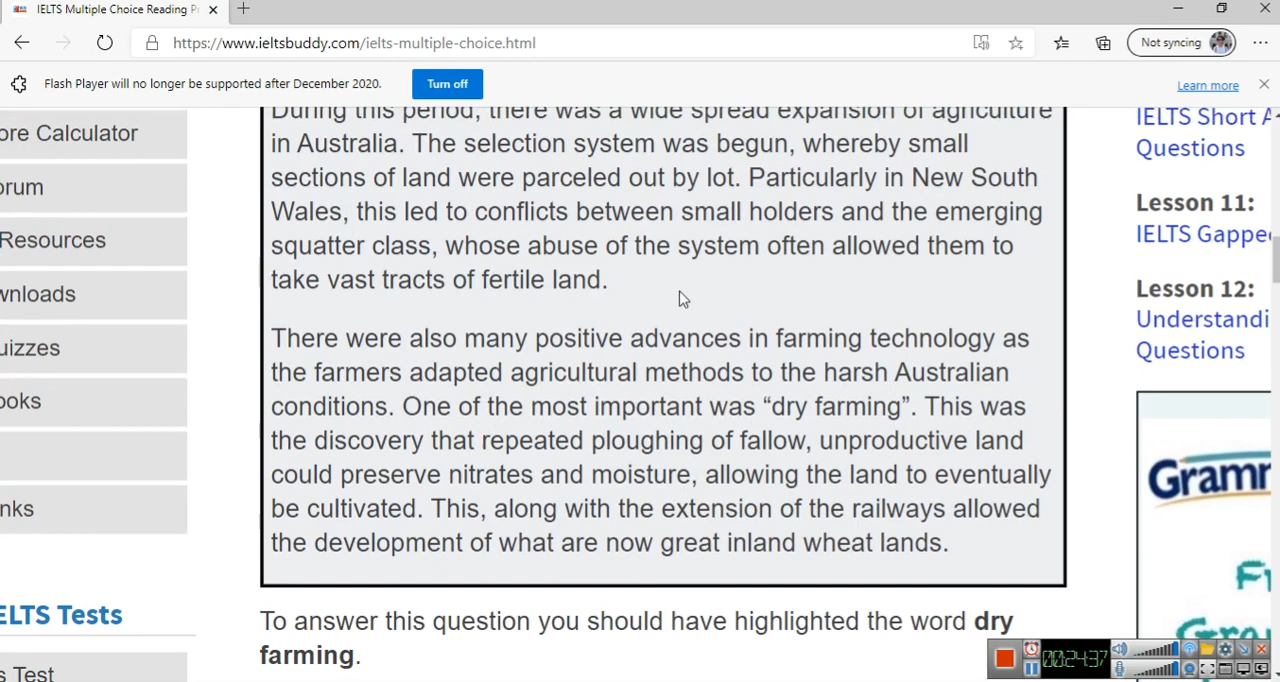 IELTS Multiple Choice Reading Pr
https://www.ieltsbuddy.com/ielts-multiple-choice.html
Not syncing
Flash Player will no longer be supported after December 2020.
Turn off
Learn more
ore Calculator
orum
Resources
wnloads
uizzes
ooks
nks
ELTS Tests
s Test
During this period, there was a wide spread expansion of agriculture
in Australia. The selection system was begun, whereby small
sections of land were parceled out by lot. Particularly in New South
Wales, this led to conflicts between small holders and the emerging
squatter class, whose abuse of the system often allowed them to
take vast tracts of fertile land.
There were also many positive advances in farming technology as
the farmers adapted agricultural methods to the harsh Australian
conditions. One of the most important was “dry farming”. This was
the discovery that repeated ploughing of fallow, unproductive land
could preserve nitrates and moisture, allowing the land to eventually
be cultivated. This, along with the extension of the railways allowed
the development of what are now great inland wheat lands.
To answer this question you should have highlighted the word dry
farming.
IELTS Short A
Questions
Lesson 11:
IELTS Gappe
Lesson 12:
Understandi
Questions
Gramm
F
Gra
00:24:37